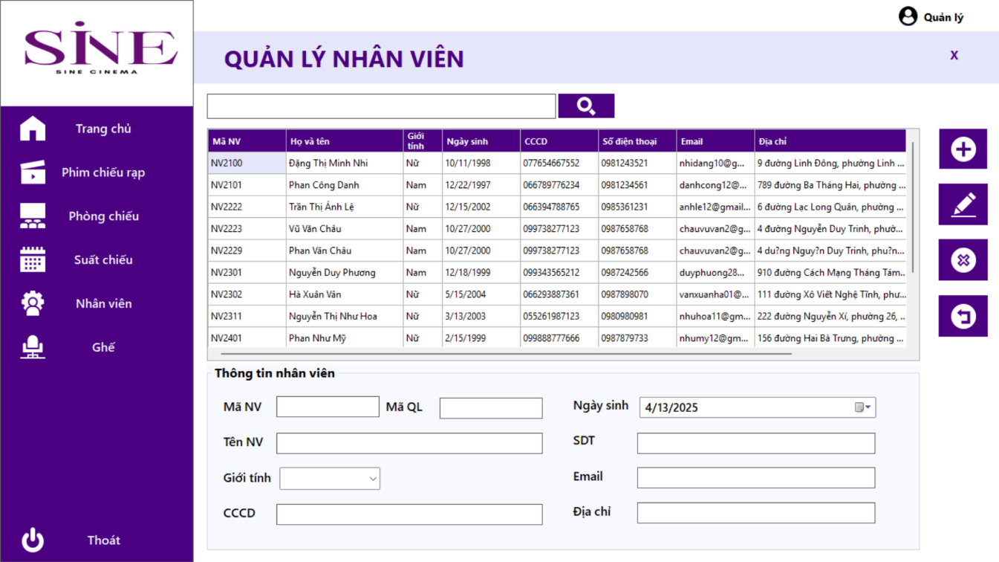 SINE
SINE CINEMA
Quản lý
QUẢN LÝ NHÂN VIÊN
X
Trang chủ
Phim chiếu rạp
Phòng chiếu
Suất chiếu
Nhân viên
Ghế
Thoát
Mã NV Họ và tên Giới tính Ngày sinh CCCD Số điện thoại Email Địa chỉ
NV2100 Đặng Thị Minh Nhi Nữ 10/11/1998 077654667552 0981243521 nhidang10@g... 9 đường Linh Đông, phường Linh ...
NV2101 Phan Công Danh Nam 12/22/1997 066789776234 0981234561 danhcong12@... 789 đường Ba Tháng Hai, phường ...
NV2222 Trần Thị Ánh Lệ Nữ 12/15/2002 066394788765 0985361231 anhle12@gmail... 6 đường Lạc Long Quân, phường ...
NV2223 Vũ Văn Châu Nam 10/27/2000 099738277123 0987658768 chauvuvan2@g... 4 đường Nguyễn Duy Trinh, phườ...
NV2229 Phan Văn Châu Nam 10/27/2000 099738277123 0987658768 chauvuvan2@g... 4 du?ng Nguy?n Duy Trinh, phu?n...
NV2301 Nguyễn Duy Phương Nam 12/18/1999 099343565212 0987242566 duyphuong28... 910 đường Cách Mạng Tháng Tám..
NV2302 Hà Xuân Vân Nữ 5/15/2004 066293887361 0987898070 vanxuanha01@... 111 đường Xô Viết Nghệ Tĩnh, phư...
NV2311 Nguyễn Thị Như Hoa Nữ 3/13/2003 055261987123 0980980981 nhuhoa11@gm... 222 đường Nguyễn Xí, phường 26, ..
NV2401 Phan Như Mỹ Nữ 2/15/1999 099888777666 0987879733 nhumy12@gm... 156 đường Hai Bà Trưng, phường ...
Thông tin nhân viên
Mã NV Mã QL Ngày sinh 4/13/2025
Tên NV SDT
Giới tính Email
CCCD Địa chỉ